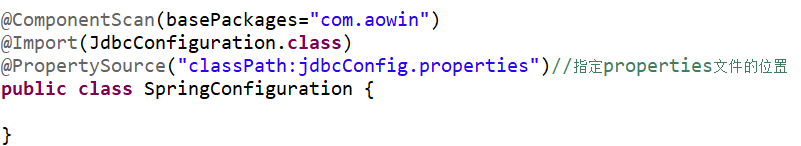 @ComponentScan(basePackages="com.aowin")
@Import(JdbcConfiguration.class)
@PropertySource("classPath:jdbcConfig.properties")//指定properties文件的位置
public class SpringConfiguration {
}